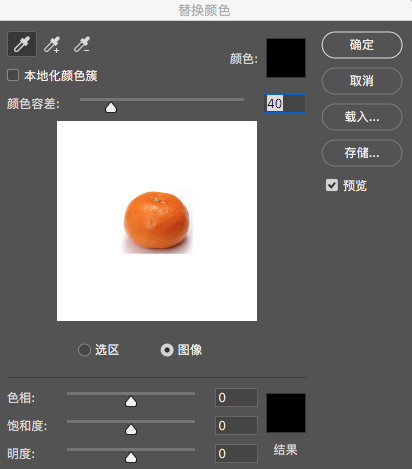 替换颜色
颜色:
确定
本地化颜色簇
取消
颜色容差:
40
载入...
存储...
预览
选区
图像
色相:
0
饱和度:
0
明度:
0
结果